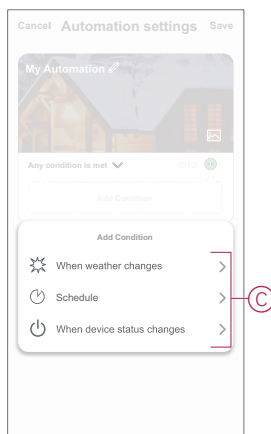 Cancel Automation settings Save
My Automation
Any condition is met
Add Condition
Add Condition
When weather changes
Schedule
When device status changes
C